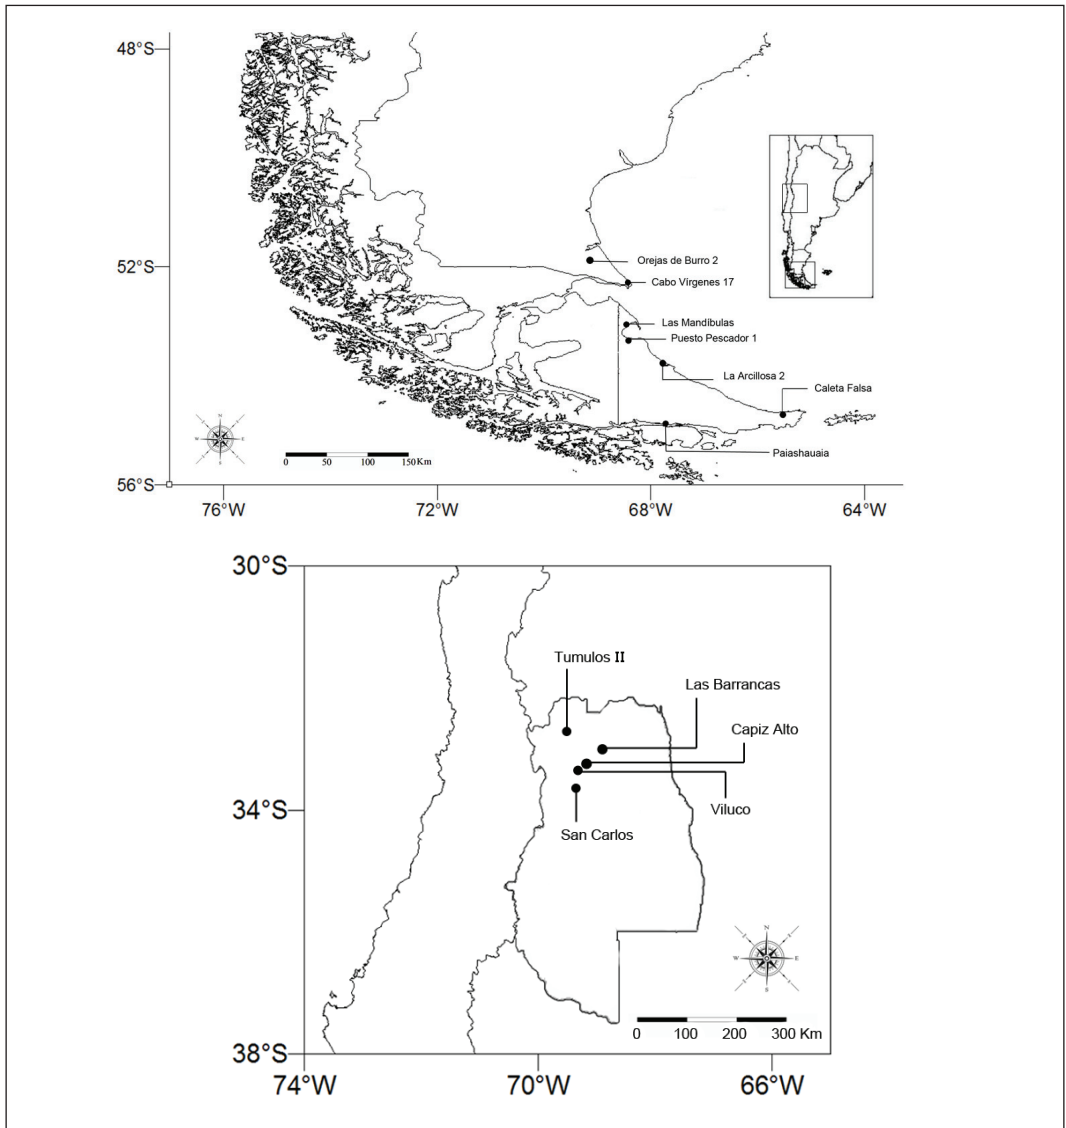 48°S
52°S
56°S
76°W
72°W
68°W
64°W
Orejas de Burro 2
Cabo Vírgenes 17
Las Mandíbulas
Puesto Pescador 1
La Arcillosa 2
Caleta Falsa
Paiashauaia
N
W
E
S
0 50 100 150 Km
30°S
34°S
38°S
74°W
70°W
66°W
Tumulos II
Las Barrancas
Capiz Alto
Viluco
San Carlos
N
W
E
S
0 100 200 300 Km